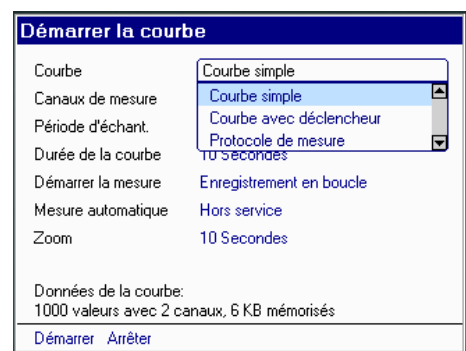 Démarrer la courbe
Courbe
Courbe simple
Canaux de mesure
Courbe simple
Période d'échant.
Courbe avec déclencheur
Protocole de mesure
Durée de la courbe
10 Secondes
Démarrer la mesure
Enregistrement en boucle
Mesure automatique
Hors service
Zoom
10 Secondes
Données de la courbe:
1000 valeurs avec 2 canaux, 6 KB mémorisés
Démarrer Arrêter